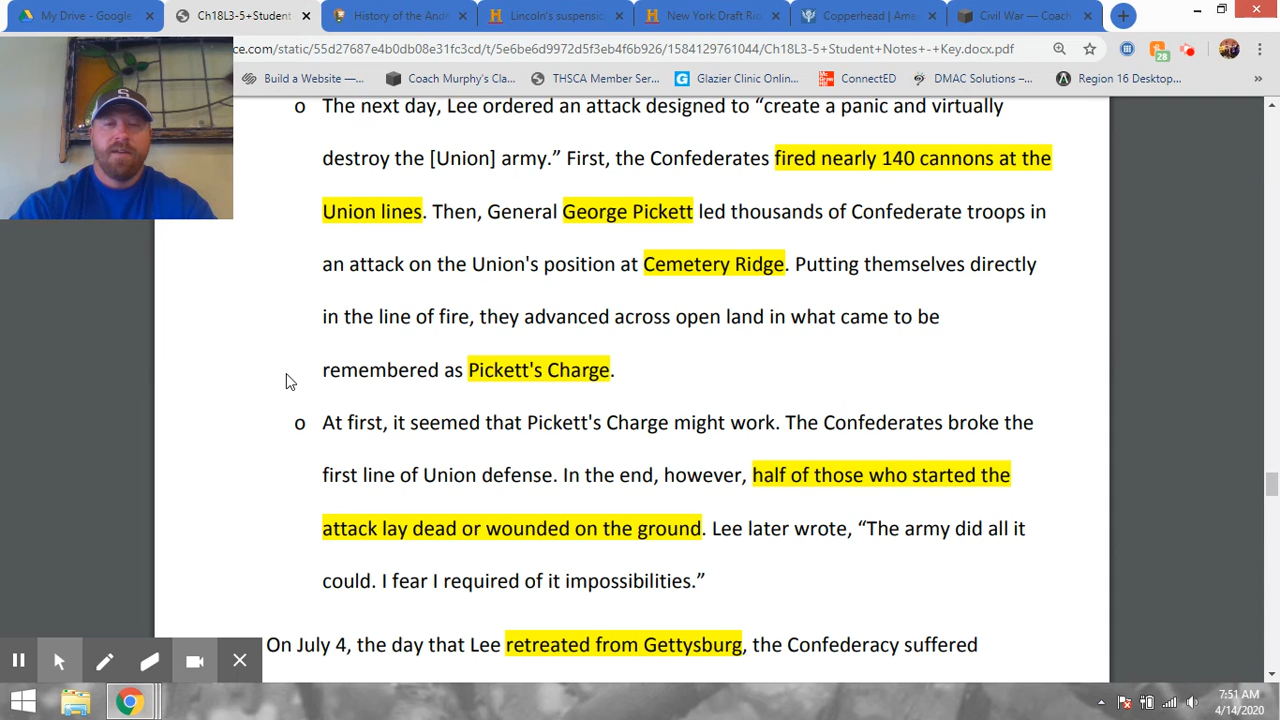 My Drive - Google
Ch18L3-5+Student
History of the Andr
Lincoln's suspensio
New York Draft Rio
Copperhead | Ame
Civil War — Coach
ce.com/static/55d27687e4b0db08e31fc3cd/t/5e6be6d9972d5f3eb4f6b926/1584129761044/Ch18L3-5+Student+Notes+-+Key.docx.pdf
28
Build a Website —...
Coach Murphy's Cla...
THSCA Member Ser...
Glazier Clinic Onlin...
ConnectED
DMAC Solutions –...
Region 16 Desktop...
»
o The next day, Lee ordered an attack designed to “create a panic and virtually
destroy the [Union] army.” First, the Confederates fired nearly 140 cannons at the
Union lines. Then, General George Pickett led thousands of Confederate troops in
an attack on the Union's position at Cemetery Ridge. Putting themselves directly
in the line of fire, they advanced across open land in what came to be
remembered as Pickett's Charge.
o At first, it seemed that Pickett's Charge might work. The Confederates broke the
first line of Union defense. In the end, however, half of those who started the
attack lay dead or wounded on the ground. Lee later wrote, “The army did all it
could. I fear I required of it impossibilities.”
On July 4, the day that Lee retreated from Gettysburg, the Confederacy suffered
S
7:51 AM
4/14/2020